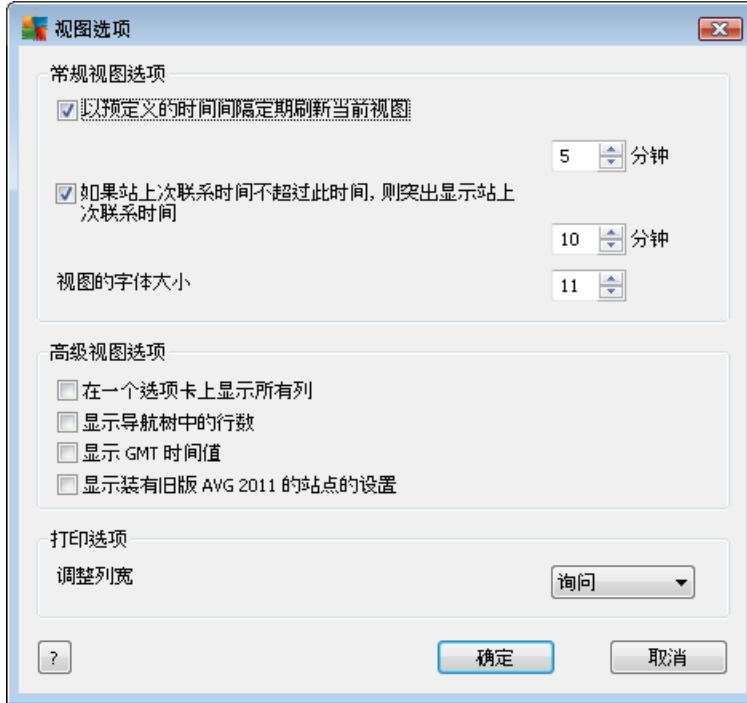 视图选项
常规视图选项
以预定义的时间间隔定期刷新当前视图
5 分钟
如果站上次联系时间不超过此时间, 则突出显示站上
次联系时间
10 分钟
视图的字体大小 11
高级视图选项
在一个选项卡上显示所有列
显示导航树中的行数
显示 GMT 时间值
显示装有旧版 AVG 2011 的站点的设置
打印选项
调整列宽 询问
? 确定 取消